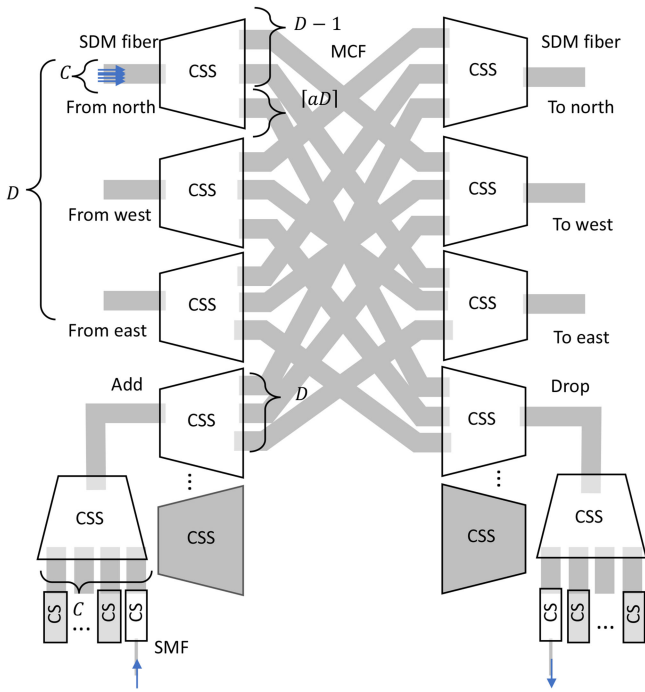 D − 1
SDM fiber
MCF
SDM fiber
C
CSS
CSS
From north
⌈aD⌉
To north
D
CSS
CSS
From west
To west
CSS
CSS
From east
To east
Add
D
Drop
CSS
CSS
...
...
CSS
CSS
CSS
CSS
C
CS
...
CS
CS
CS
CS
...
CS
SMF